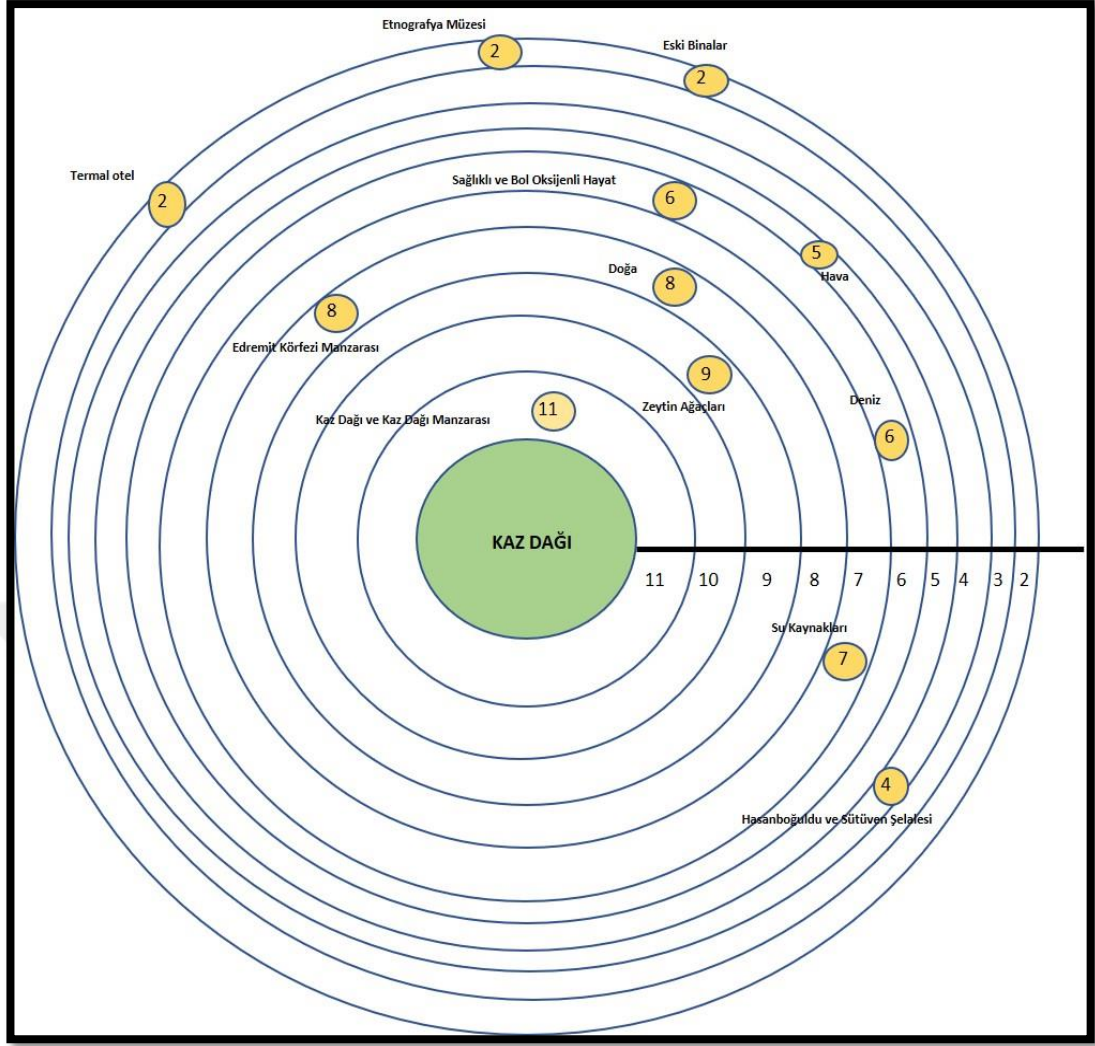 Etnografya Müzesi
2
Eski Binalar
2
Termal otel
2
Sağlıklı ve Bol Oksijenli Hayat
6
5
Hava
Doğa
8
8
Edremit Körfezi Manzarası
9
Zeytin Ağaçları
Deniz
6
Kaz Dağı ve Kaz Dağı Manzarası
11
KAZ DAĞI
11 10 9 8 7 6 5 4 3 2
Su Kaynakları
7
4
Hasanboğuldu ve Sütüven Şelalesi